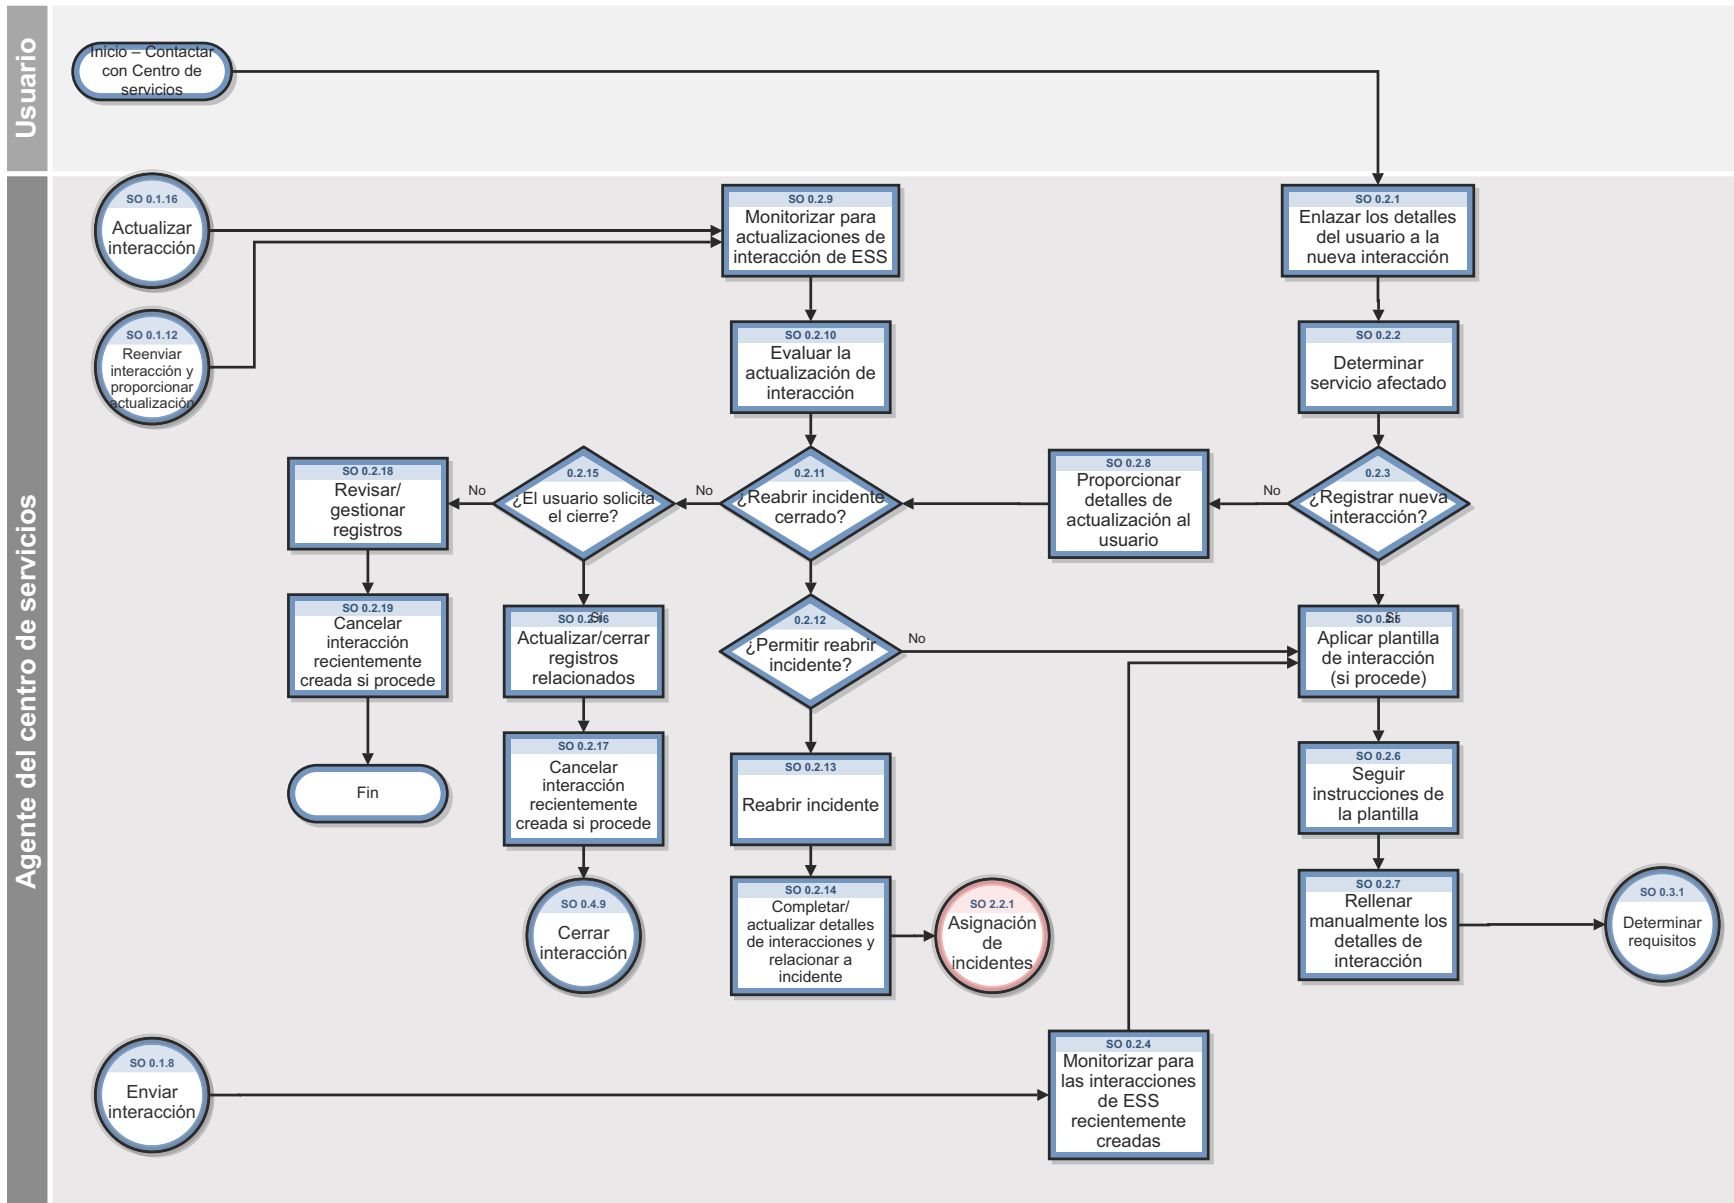 Usuario
Inicio – Contactar
con Centro de
servicios
Agente del centro de servicios
SO 0.1.16
Actualizar
interacción
SO 0.1.12
Reenviar
interacción y
proporcionar
actualización
SO 0.2.9
Monitorizar para
actualizaciones de
interacción de ESS
SO 0.2.1
Enlazar los detalles
del usuario a la
nueva interacción
SO 0.2.10
Evaluar la
actualización de
interacción
SO 0.2.2
Determinar
servicio afectado
SO 0.2.18
Revisar/
gestionar
registros
No
0.2.15
¿El usuario solicita
el cierre?
No
0.2.11
¿Reabrir incidente
cerrado?
SO 0.2.8
Proporcionar
detalles de
actualización al
usuario
No
0.2.3
¿Registrar nueva
interacción?
SO 0.2.19
Cancelar
interacción
recientemente
creada si procede
Sí
SO 0.2.16
Actualizar/cerrar
registros
relacionados
0.2.12
¿Permitir reabrir
incidente?
No
Sí
SO 0.2.5
Aplicar plantilla
de interacción
(si procede)
Fin
SO 0.2.17
Cancelar
interacción
recientemente
creada si procede
SO 0.2.13
Reabrir incidente
SO 0.2.6
Seguir
instrucciones de
la plantilla
SO 0.4.9
Cerrar
interacción
SO 0.2.14
Completar/
actualizar detalles
de interacciones y
relacionar a
incidente
SO 2.2.1
Asignación
de
incidentes
SO 0.2.7
Rellenar
manualmente los
detalles de
interacción
SO 0.3.1
Determinar
requisitos
SO 0.1.8
Enviar
interacción
SO 0.2.4
Monitorizar para
las interacciones
de ESS
recientemente
creadas